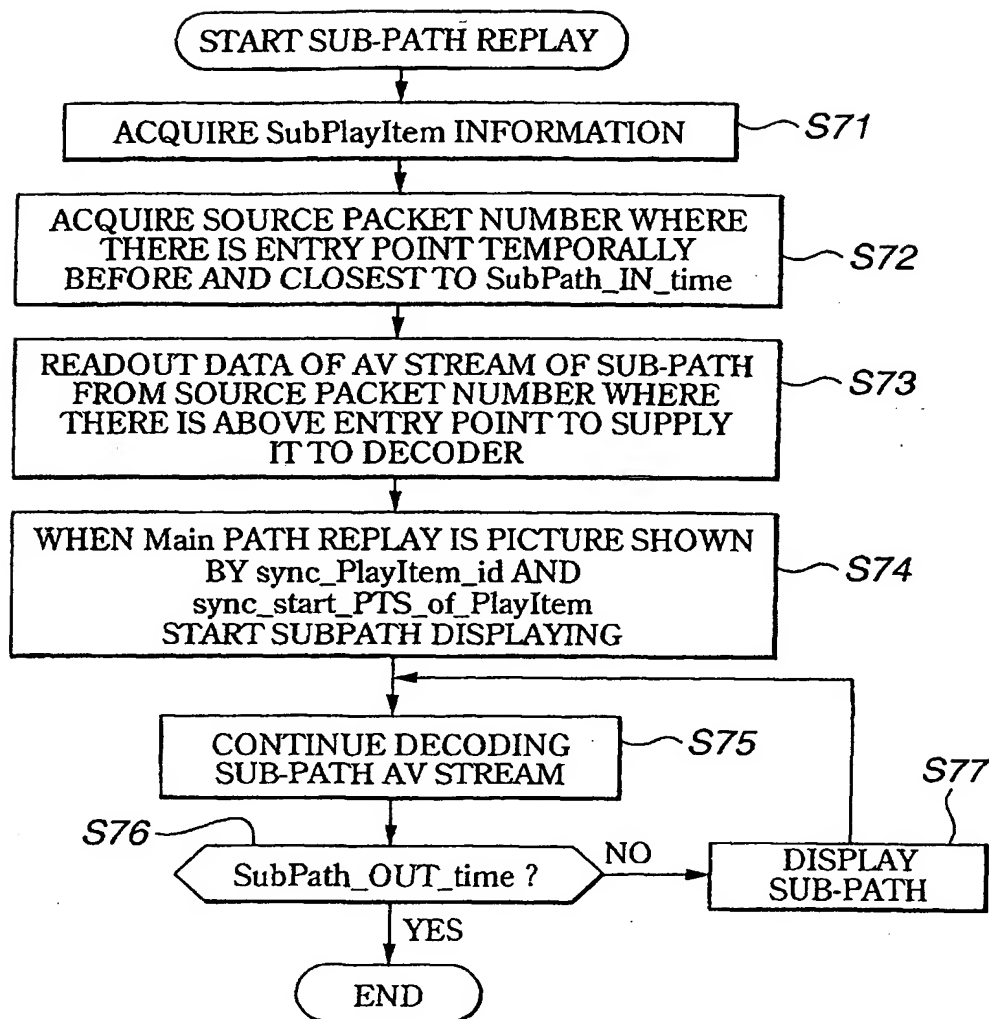 START SUB-PATH REPLAY
ACQUIRE SubPlayItem INFORMATION
S71
ACQUIRE SOURCE PACKET NUMBER WHERE
THERE IS ENTRY POINT TEMPORALLY
BEFORE AND CLOSEST TO SubPath_IN_time
S72
READOUT DATA OF AV STREAM OF SUB-PATH
FROM SOURCE PACKET NUMBER WHERE
THERE IS ABOVE ENTRY POINT TO SUPPLY
IT TO DECODER
S73
WHEN Main PATH REPLAY IS PICTURE SHOWN
BY sync_PlayItem_id AND
sync_start_PTS_of_PlayItem
START SUBPATH DISPLAYING
S74
CONTINUE DECODING
SUB-PATH AV STREAM
S75
S76
SubPath_OUT_time ?
NO
S77
DISPLAY
SUB-PATH
YES
END